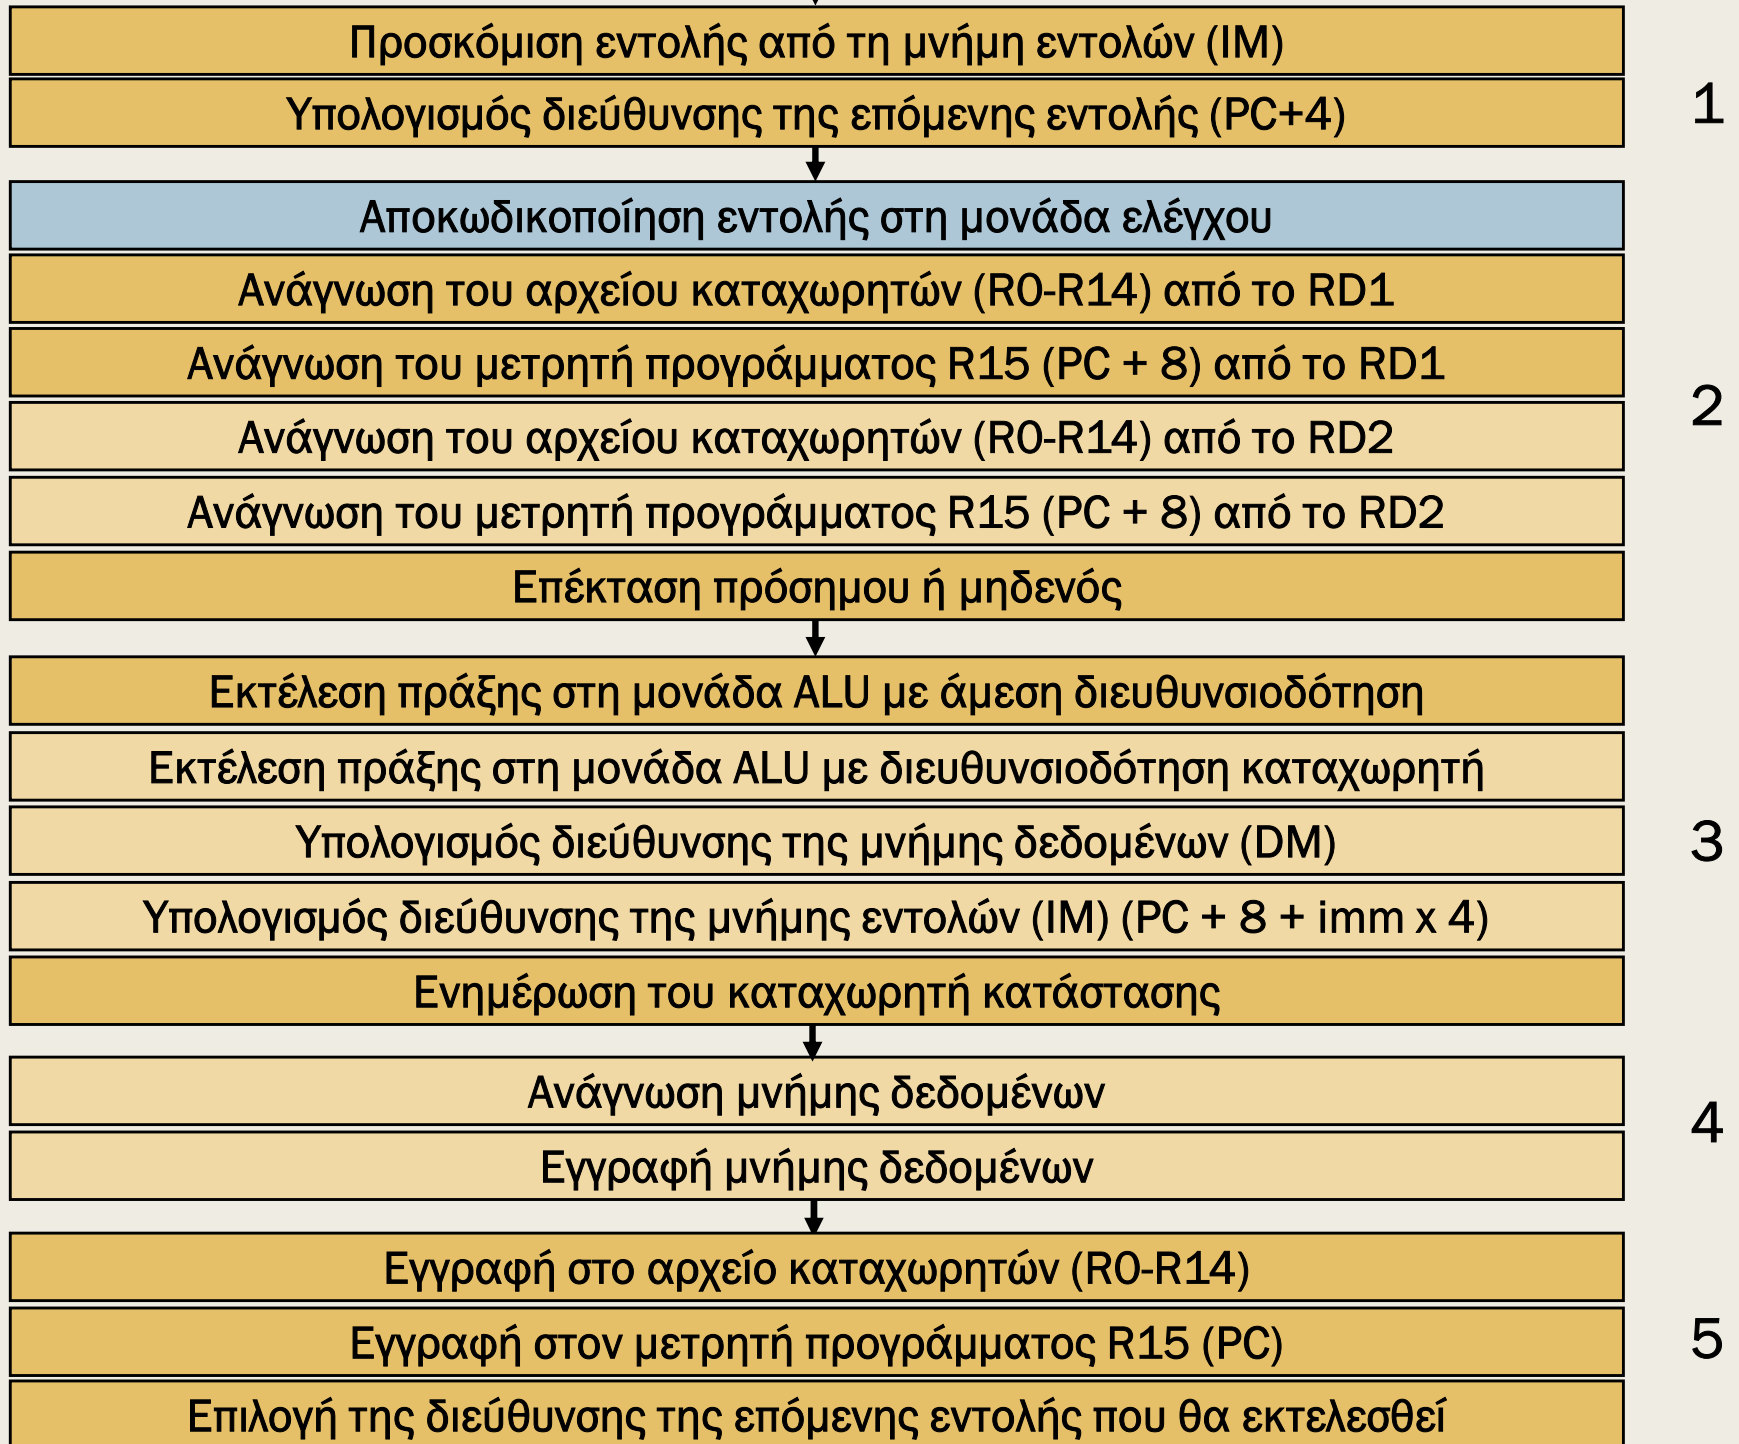 Προσκόμιση εντολής από τη μνήμη εντολών (IM)
Υπολογισμός διεύθυνσης της επόμενης εντολής (PC+4)
1
Αποκωδικοποίηση εντολής στη μονάδα ελέγχου
Ανάγνωση του αρχείου καταχωρητών (R0-R14) από το RD1
Ανάγνωση του μετρητή προγράμματος R15 (PC + 8) από το RD1
Ανάγνωση του αρχείου καταχωρητών (R0-R14) από το RD2
Ανάγνωση του μετρητή προγράμματος R15 (PC + 8) από το RD2
Επέκταση πρόσημου ή μηδενός
2
Εκτέλεση πράξης στη μονάδα ALU με άμεση διευθυνσιοδότηση
Εκτέλεση πράξης στη μονάδα ALU με διευθυνσιοδότηση καταχωρητή
Υπολογισμός διεύθυνσης της μνήμης δεδομένων (DM)
Υπολογισμός διεύθυνσης της μνήμης εντολών (IM) (PC + 8 + imm x 4)
Ενημέρωση του καταχωρητή κατάστασης
3
Ανάγνωση μνήμης δεδομένων
Εγγραφή μνήμης δεδομένων
4
Εγγραφή στο αρχείο καταχωρητών (R0-R14)
Εγγραφή στον μετρητή προγράμματος R15 (PC)
Επιλογή της διεύθυνσης της επόμενης εντολής που θα εκτελεσθεί
5